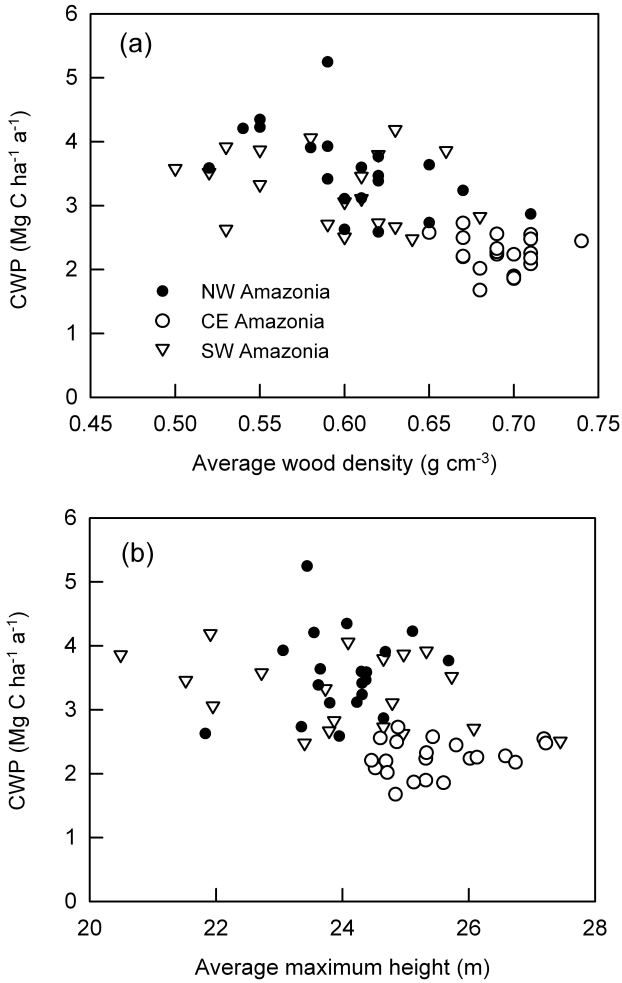 6
(a)
5
4
CWP (Mg C ha⁻¹ a⁻¹)
3
2
NW Amazonia
CE Amazonia
1
SW Amazonia
0
0.45 0.50 0.55 0.60 0.65 0.70 0.75
Average wood density (g cm⁻³)
6
(b)
5
4
CWP (Mg C ha⁻¹ a⁻¹)
3
2
1
0
20 22 24 26 28
Average maximum height (m)